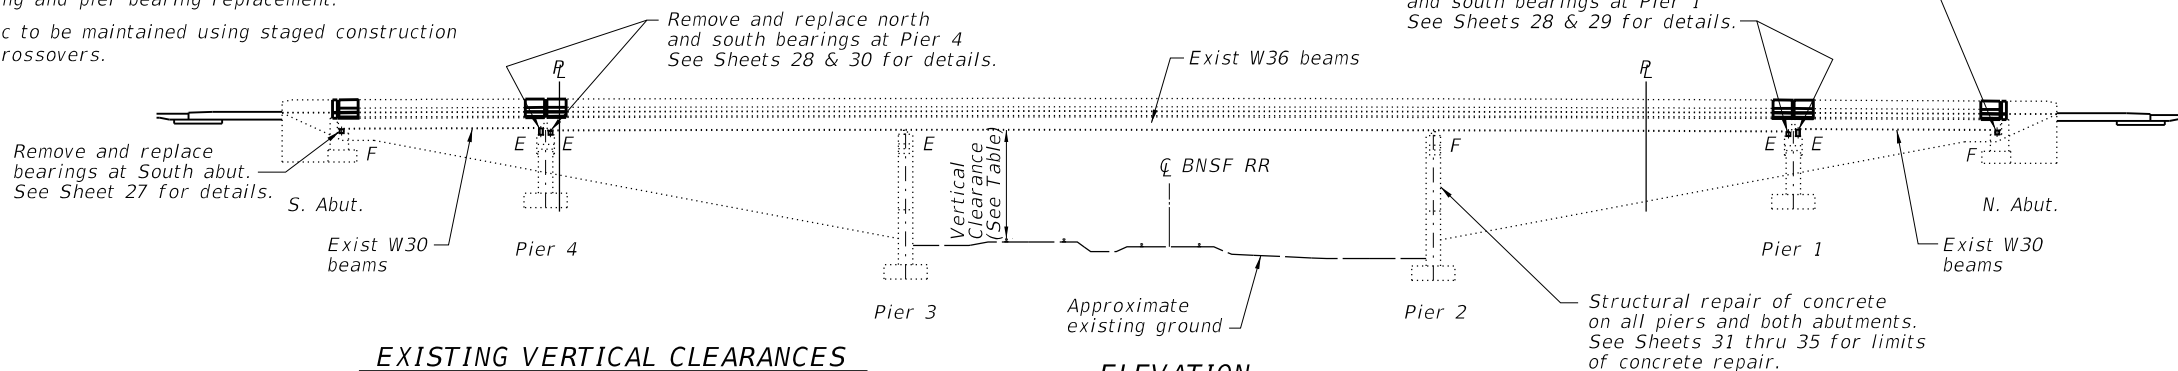 ng and pier bearing replacement.
c to be maintained using staged construction
rossovers.
Remove and replace north
and south bearings at Pier 4
See Sheets 28 & 30 for details.
Exist W36 beams
and south bearings at Pier 1
See Sheets 28 & 29 for details.
PL
PL
Remove and replace
bearings at South abut.
See Sheet 27 for details.
F
E
E
E
F
E
E
F
Vertical
Clearance
(See Table)
CL BNSF RR
S. Abut.
N. Abut.
Exist W30
beams
Pier 4
Pier 1
Exist W30
beams
Pier 3
Approximate
existing ground
Pier 2
Structural repair of concrete
on all piers and both abutments.
See Sheets 31 thru 35 for limits
of concrete repair.
EXISTING VERTICAL CLEARANCES
ELEVATION